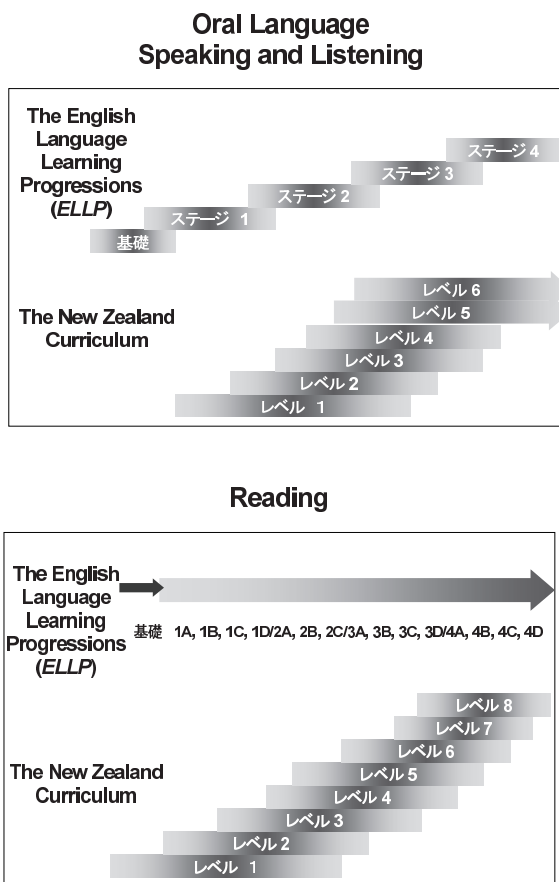 Oral Language
Speaking and Listening
The English
Language
Learning
Progressions
(ELLP)
ステージ 4
ステージ 3
ステージ 2
ステージ 1
基礎
The New Zealand
Curriculum
レベル 6
レベル 5
レベル 4
レベル 3
レベル 2
レベル 1
Reading
The English
Language
Learning
Progressions
(ELLP)
基礎 1A, 1B, 1C, 1D/2A, 2B, 2C/3A, 3B, 3C, 3D/4A, 4B, 4C, 4D
The New Zealand
Curriculum
レベル 8
レベル 7
レベル 6
レベル 5
レベル 4
レベル 3
レベル 2
レベル 1